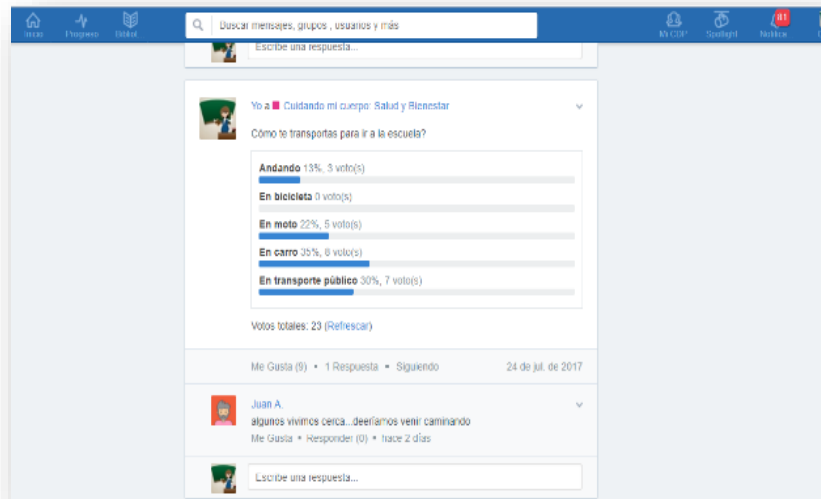 Inicio
Progreso
Bibliot.
Buscar mensajes, grupos , usuarios y más
Mi COP
Spotlight
Notifica
81
Escribe una respuesta...
Yo a Cuidando mi cuerpo: Salud y Bienestar
Cómo te transportas para ir a la escuela?
Andando 13%, 3 voto(s)
En bicicleta 0 voto(s)
En moto 22%, 5 voto(s)
En carro 35%, 8 voto(s)
En transporte público 30%, 7 voto(s)
Votos totales: 23 (Refrescar)
Me Gusta (9) • 1 Respuesta • Siguiendo
24 de jul. de 2017
Juan A.
algunos vivimos cerca...deeríamos venir caminando
Me Gusta • Responder (0) • hace 2 días
Escribe una respuesta...